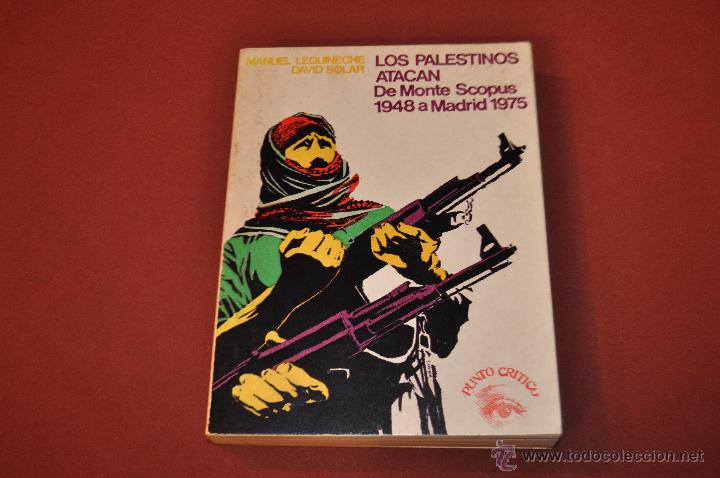 MANUEL LEGUINECHE
DAVID SOLAR
LOS PALESTINOS
ATACAN
De Monte Scopus
1948 a Madrid 1975
PUNTO CRITICO
www.todocoleccion.net